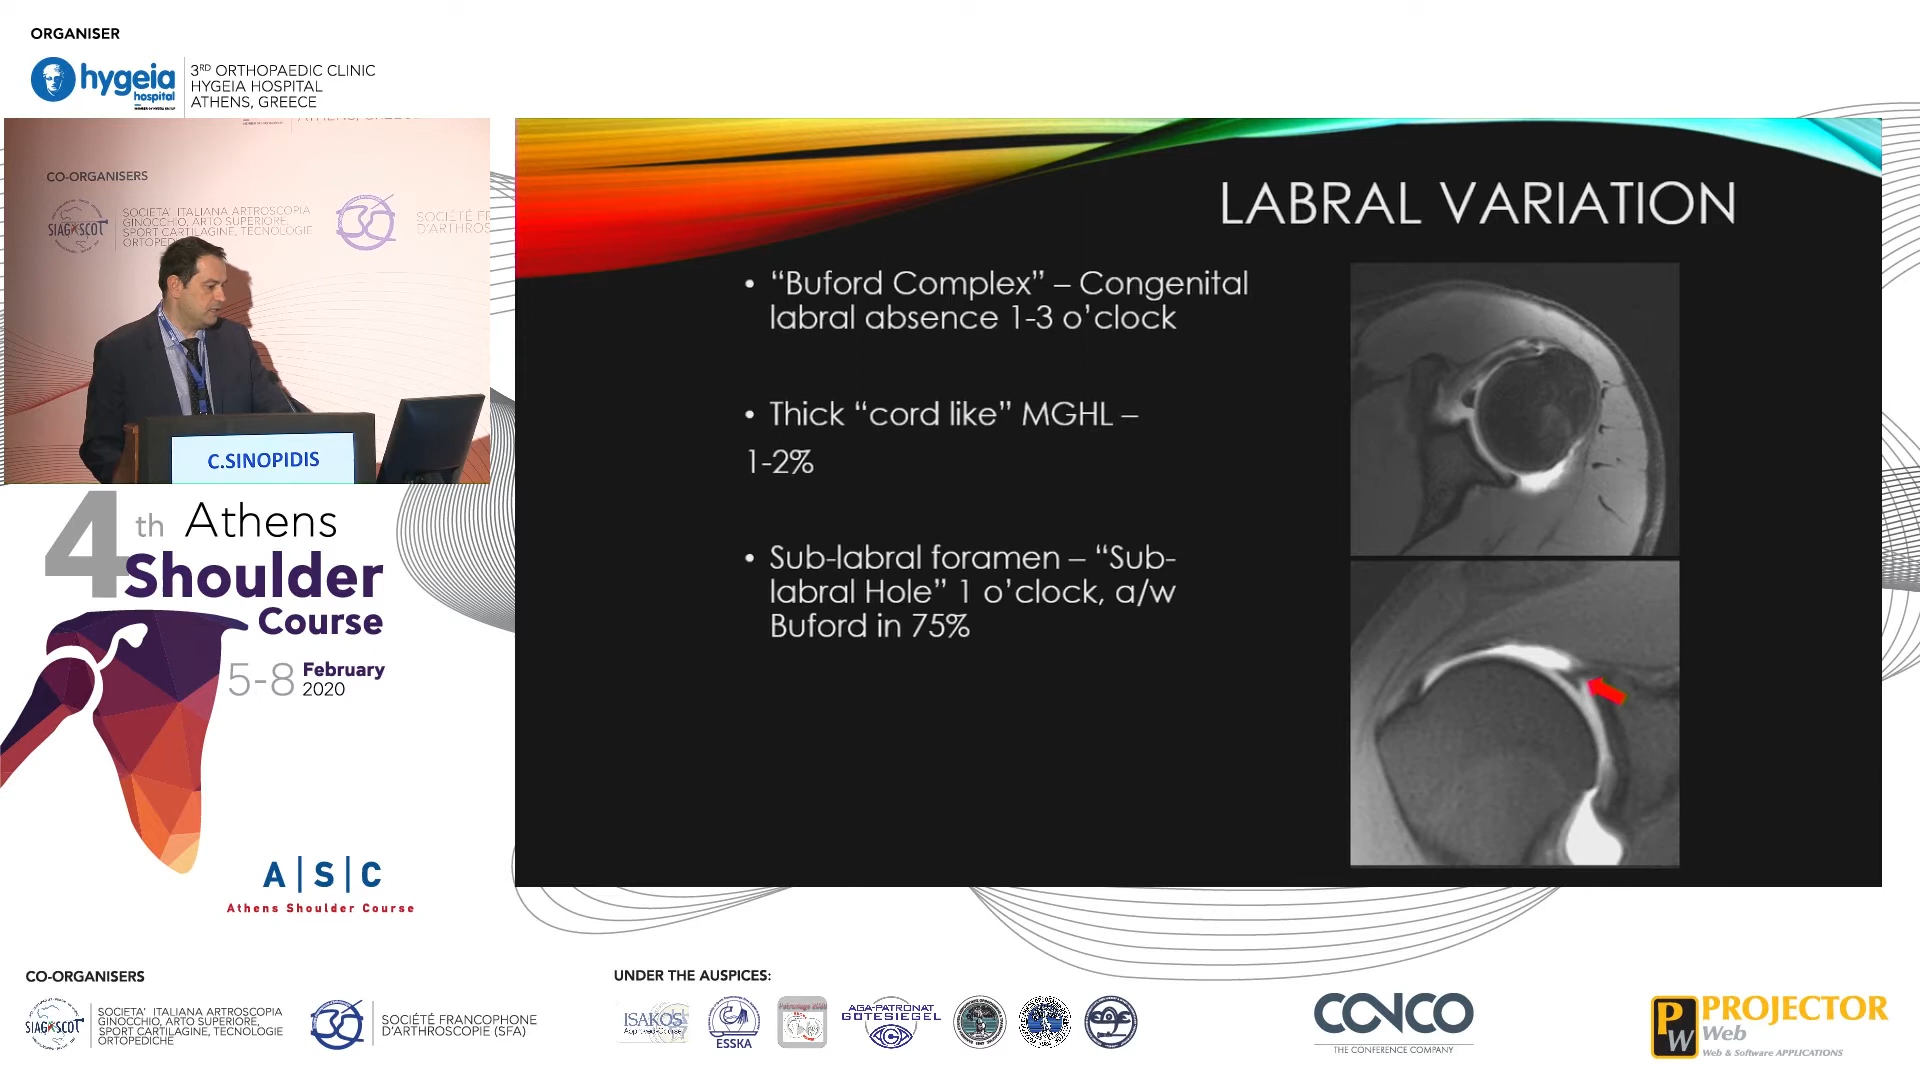 ORGANISER
hygeia
hospital
3RD ORTHOPAEDIC CLINIC
HYGEIA HOSPITAL
ATHENS, GREECE
CO-ORGANISERS
SIAGASCOT
SOCIETA' ITALIANA ARTROSCOPIA
GINOCCHIO, ARTO SUPERIORE,
SPORT CARTILAGINE, TECNOLOGIE
ORTOPED
SOCIÉTÉ FR
D'ARTHROS
C.SINOPIDIS
4th Athens
Shoulder
Course
5-8 February
2020
A|S|C
Athens Shoulder Course
LABRAL VARIATION
• “Buford Complex” – Congenital
labral absence 1-3 o’clock
• Thick “cord like” MGHL –
1-2%
• Sub-labral foramen – “Sub-
labral Hole” 1 o’clock, a/w
Buford in 75%
CO-ORGANISERS
SIAGASCOT
SOCIETA' ITALIANA ARTROSCOPIA
GINOCCHIO, ARTO SUPERIORE,
SPORT CARTILAGINE, TECNOLOGIE
ORTOPEDICHE
SOCIÉTÉ FRANCOPHONE
D'ARTHROSCOPIE (SFA)
UNDER THE AUSPICES:
ISAKOS
ESSKA
AGA-PATRONAT
GÖTESIEGEL
CONCO
THE CONFERENCE COMPANY
PW
PROJECTOR
Web
Web & Software APPLICATIONS